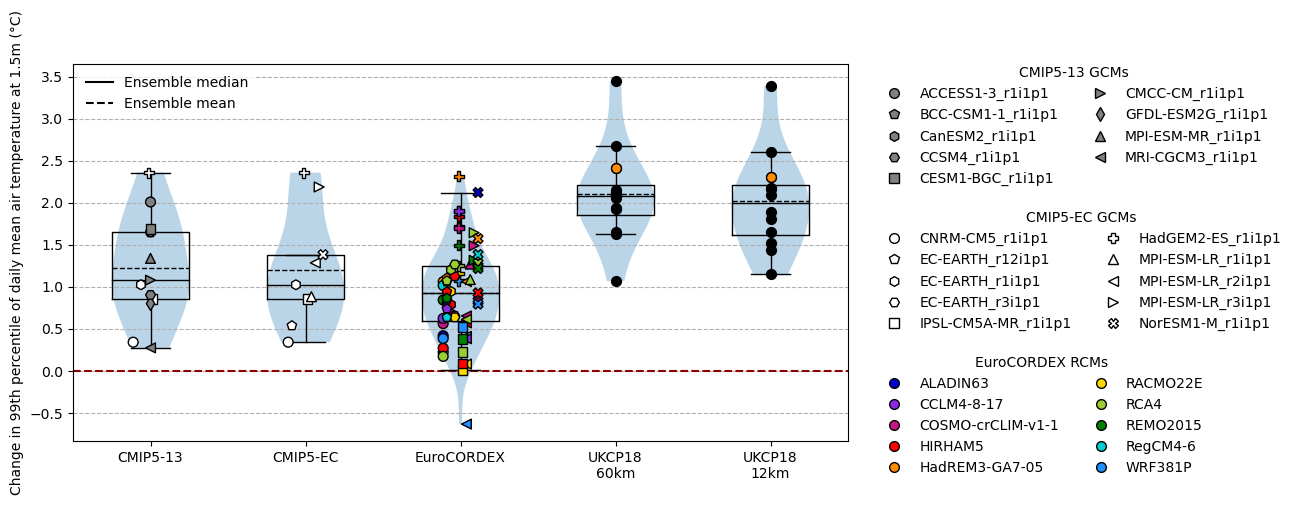 Change in 99th percentile of daily mean air temperature at 1.5m (°C)
3.5
3.0
2.5
2.0
1.5
1.0
0.5
0.0
−0.5
Ensemble median
Ensemble mean
CMIP5-13
CMIP5-EC
EuroCORDEX
UKCP18
60km
UKCP18
12km
CMIP5-13 GCMs
ACCESS1-3_r1i1p1
BCC-CSM1-1_r1i1p1
CanESM2_r1i1p1
CCSM4_r1i1p1
CESM1-BGC_r1i1p1
CMCC-CM_r1i1p1
GFDL-ESM2G_r1i1p1
MPI-ESM-MR_r1i1p1
MRI-CGCM3_r1i1p1
CMIP5-EC GCMs
CNRM-CM5_r1i1p1
EC-EARTH_r12i1p1
EC-EARTH_r1i1p1
EC-EARTH_r3i1p1
IPSL-CM5A-MR_r1i1p1
HadGEM2-ES_r1i1p1
MPI-ESM-LR_r1i1p1
MPI-ESM-LR_r2i1p1
MPI-ESM-LR_r3i1p1
NorESM1-M_r1i1p1
EuroCORDEX RCMs
ALADIN63
CCLM4-8-17
COSMO-crCLIM-v1-1
HIRHAM5
HadREM3-GA7-05
RACMO22E
RCA4
REMO2015
RegCM4-6
WRF381P